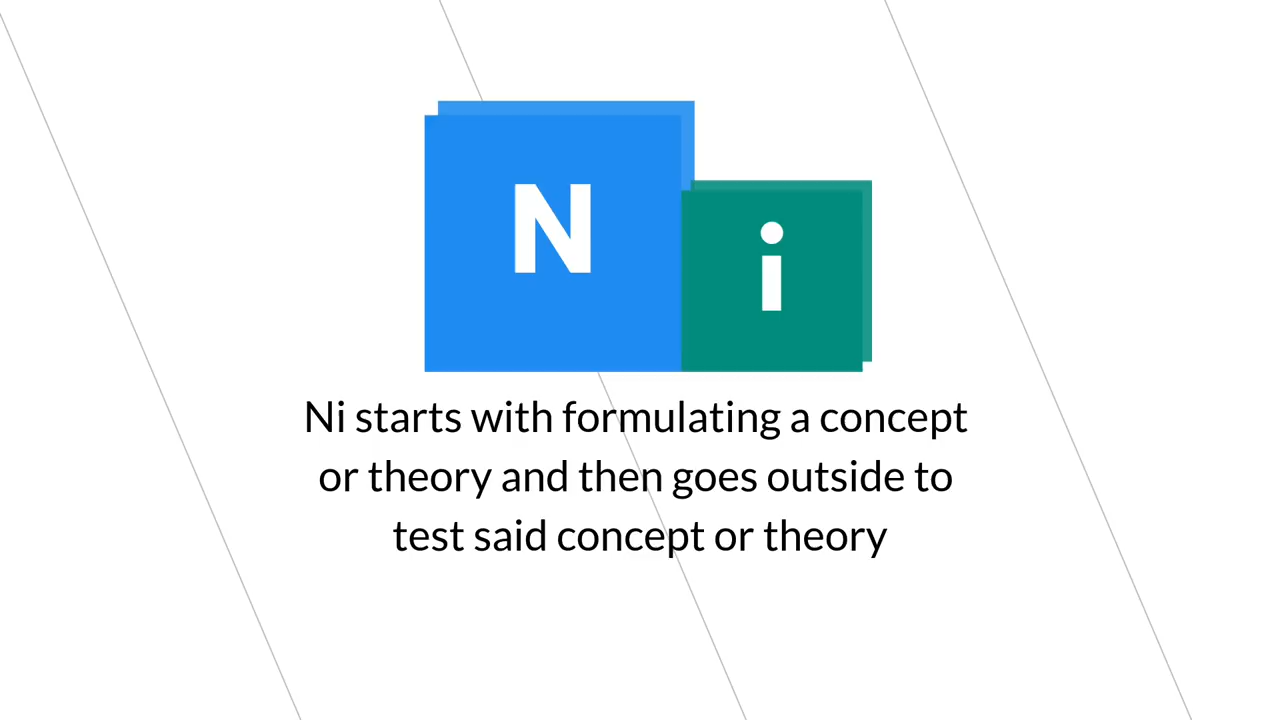 N i
Ni starts with formulating a concept
or theory and then goes outside to
test said concept or theory